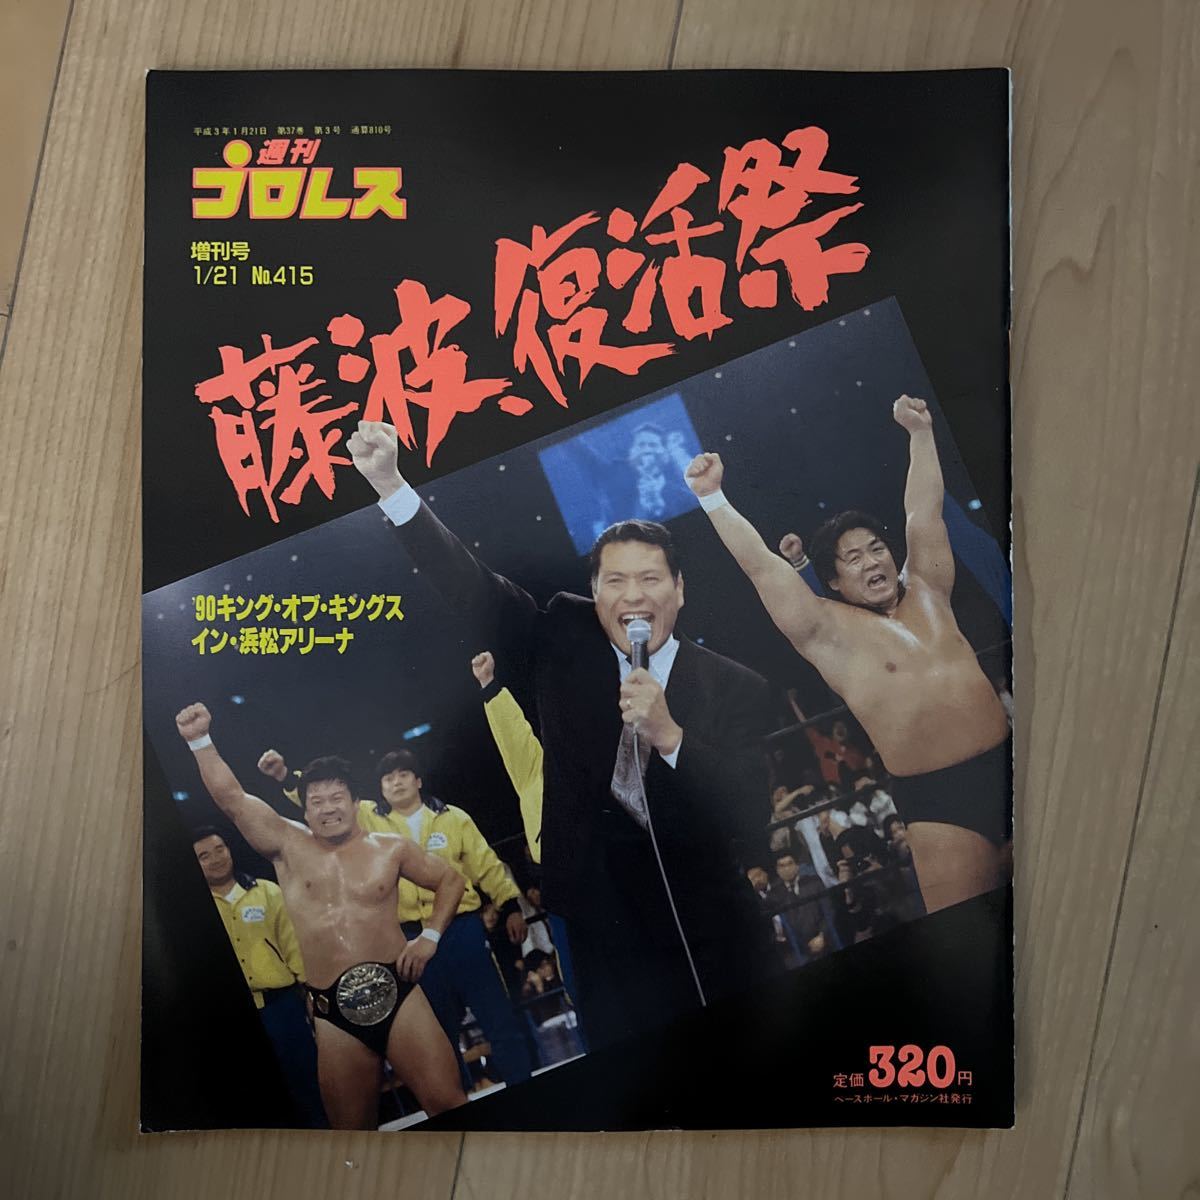 平成3年1月21日 第37巻 第3号 通算810号
週刊
プロレス
増刊号
1/21 No.415
藤波、復活祭
'90キング・オブ・キングス
イン・浜松アリーナ
定価320円
ベースボール・マガジン社発行